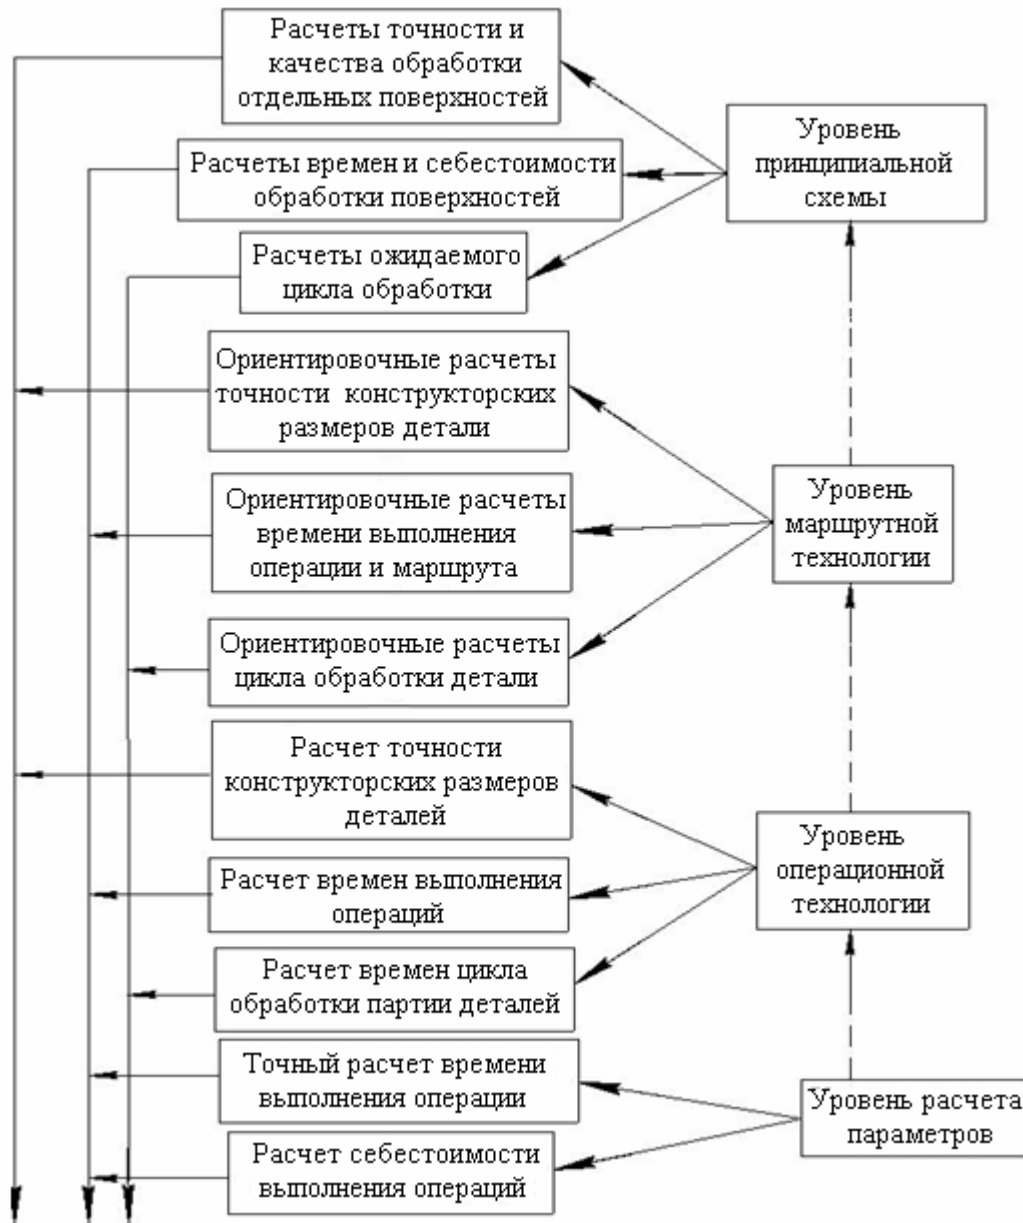 Расчеты точности и
качества обработки
отдельных поверхностей
Уровень
принципиальной
схемы
Расчеты времен и себестоимости
обработки поверхностей
Расчеты ожидаемого
цикла обработки
Ориентировочные расчеты
точности конструкторских
размеров детали
Уровень
маршрутной
технологии
Ориентировочные расчеты
времени выполнения
операции и маршрута
Ориентировочные расчеты
цикла обработки детали
Расчет точности
конструкторских размеров
деталей
Уровень
операционной
технологии
Расчет времен выполнения
операций
Расчет времен цикла
обработки партии деталей
Точный расчет времени
выполнения операции
Уровень расчета
параметров
Расчет себестоимости
выполнения операций